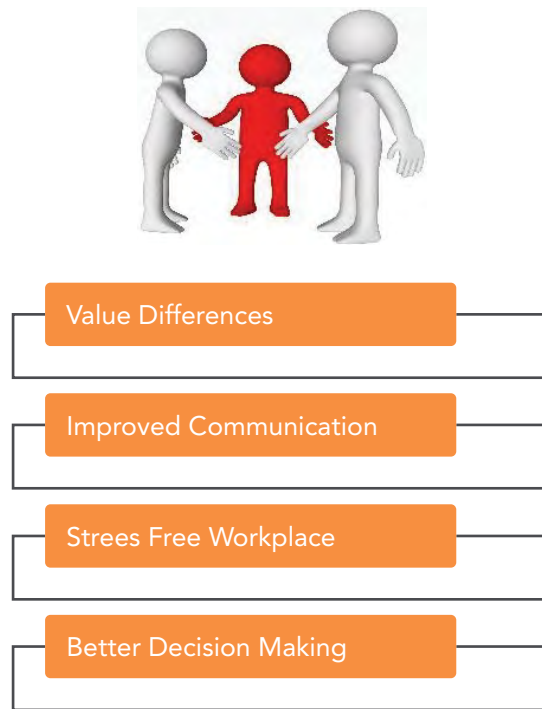 Value Differences
Improved Communication
Strees Free Workplace
Better Decision Making